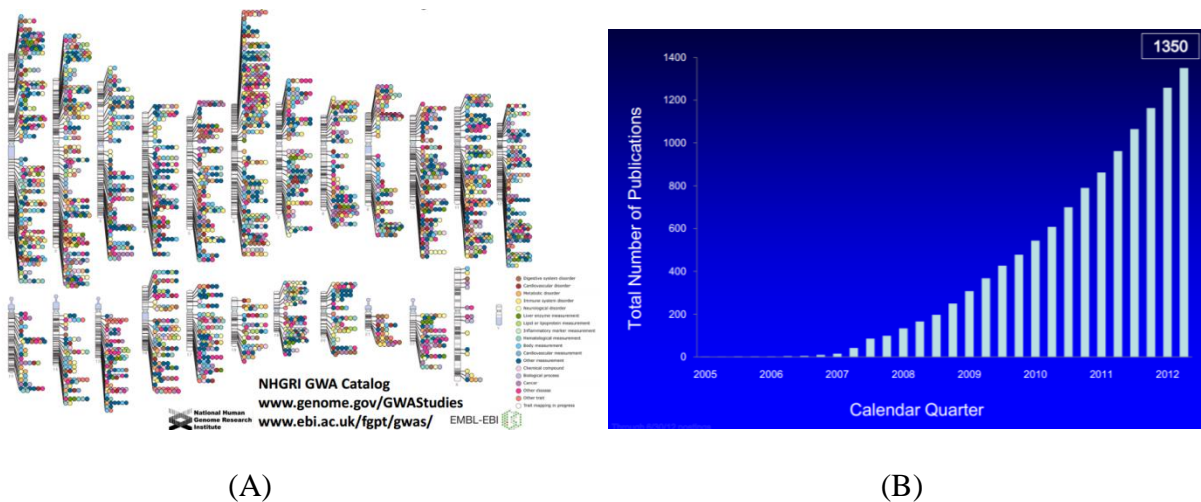 Digestive system disorder
Cardiovascular disorder
Metabolic disorder
Immune system disorder
Neurological disorder
Liver enzyme measurement
Lipid or lipoprotein measurement
Inflammatory marker measurement
Hematological measurement
Body measurement
Cardiovascular measurement
Other measurement
Chemical compound
Biological process
Cancer
Other disease
Other trait
Trait mapping in progress
NHGRI GWA Catalog
www.genome.gov/GWAStudies
www.ebi.ac.uk/fgpt/gwas/
National Human
Genome Research
Institute
EMBL-EBI
(A)
1350
Total Number of Publications
1400
1200
1000
800
600
400
200
0
2005 2006 2007 2008 2009 2010 2011 2012
Calendar Quarter
(B)